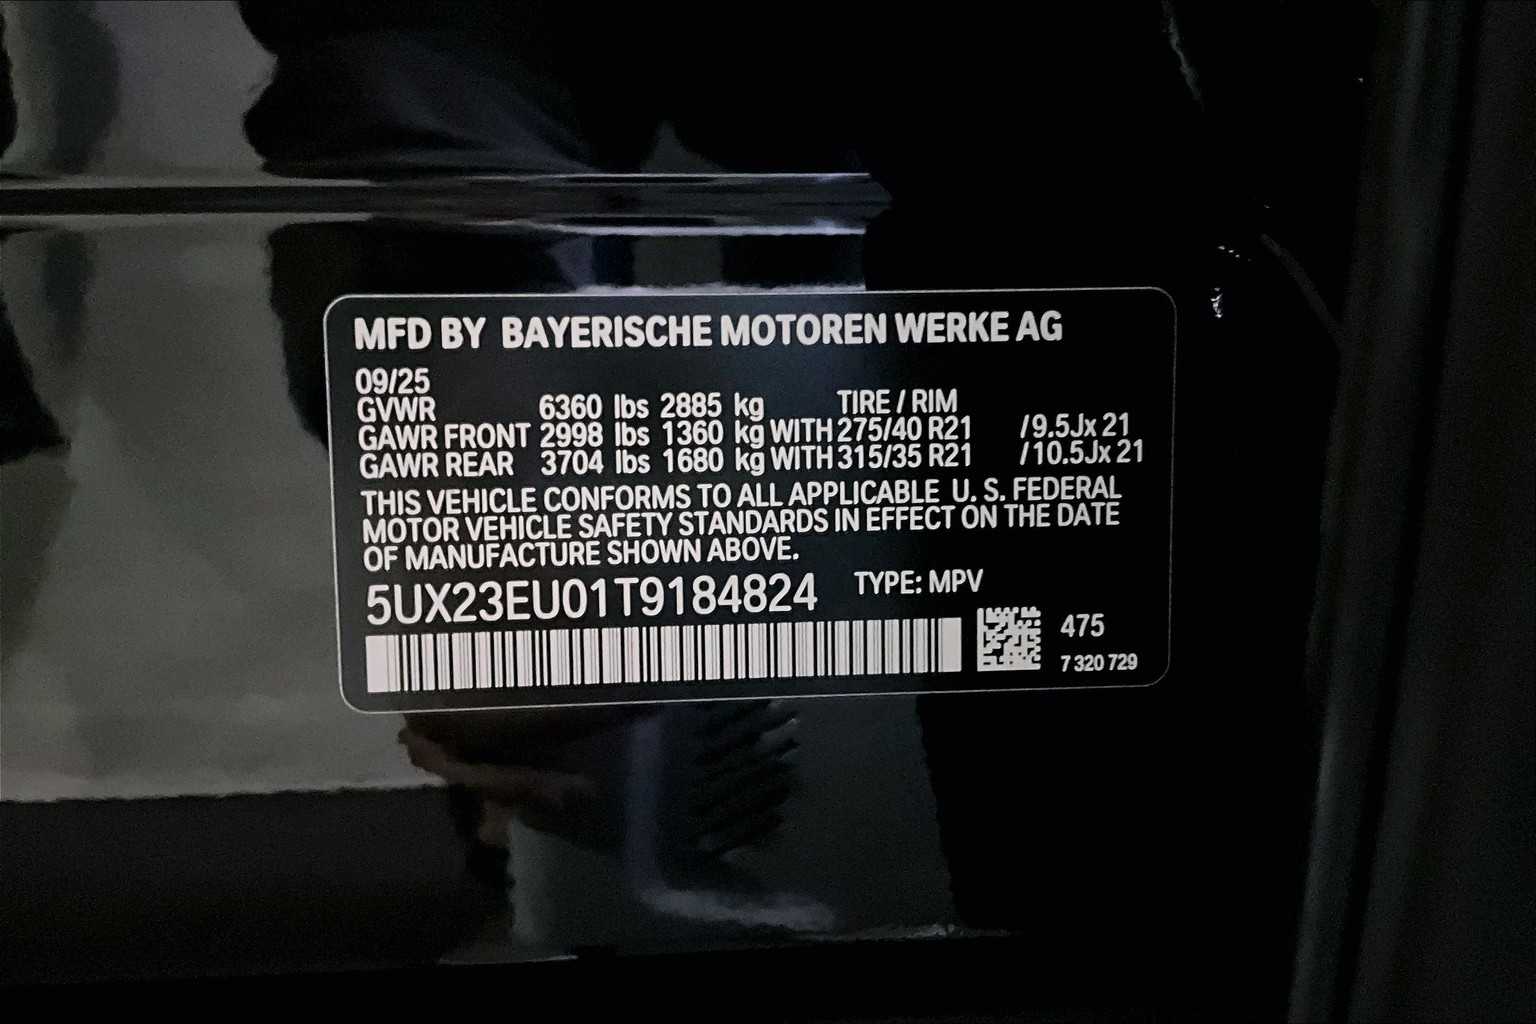 MFD BY BAYERISCHE MOTOREN WERKE AG
09/25
GVWR 6360 lbs 2885 kg TIRE / RIM
GAWR FRONT 2998 lbs 1360 kg WITH 275/40 R21 /9.5Jx 21
GAWR REAR 3704 lbs 1680 kg WITH 315/35 R21 /10.5Jx 21
THIS VEHICLE CONFORMS TO ALL APPLICABLE U. S. FEDERAL
MOTOR VEHICLE SAFETY STANDARDS IN EFFECT ON THE DATE
OF MANUFACTURE SHOWN ABOVE.
5UX23EU01T9184824 TYPE: MPV
475
7 320 729